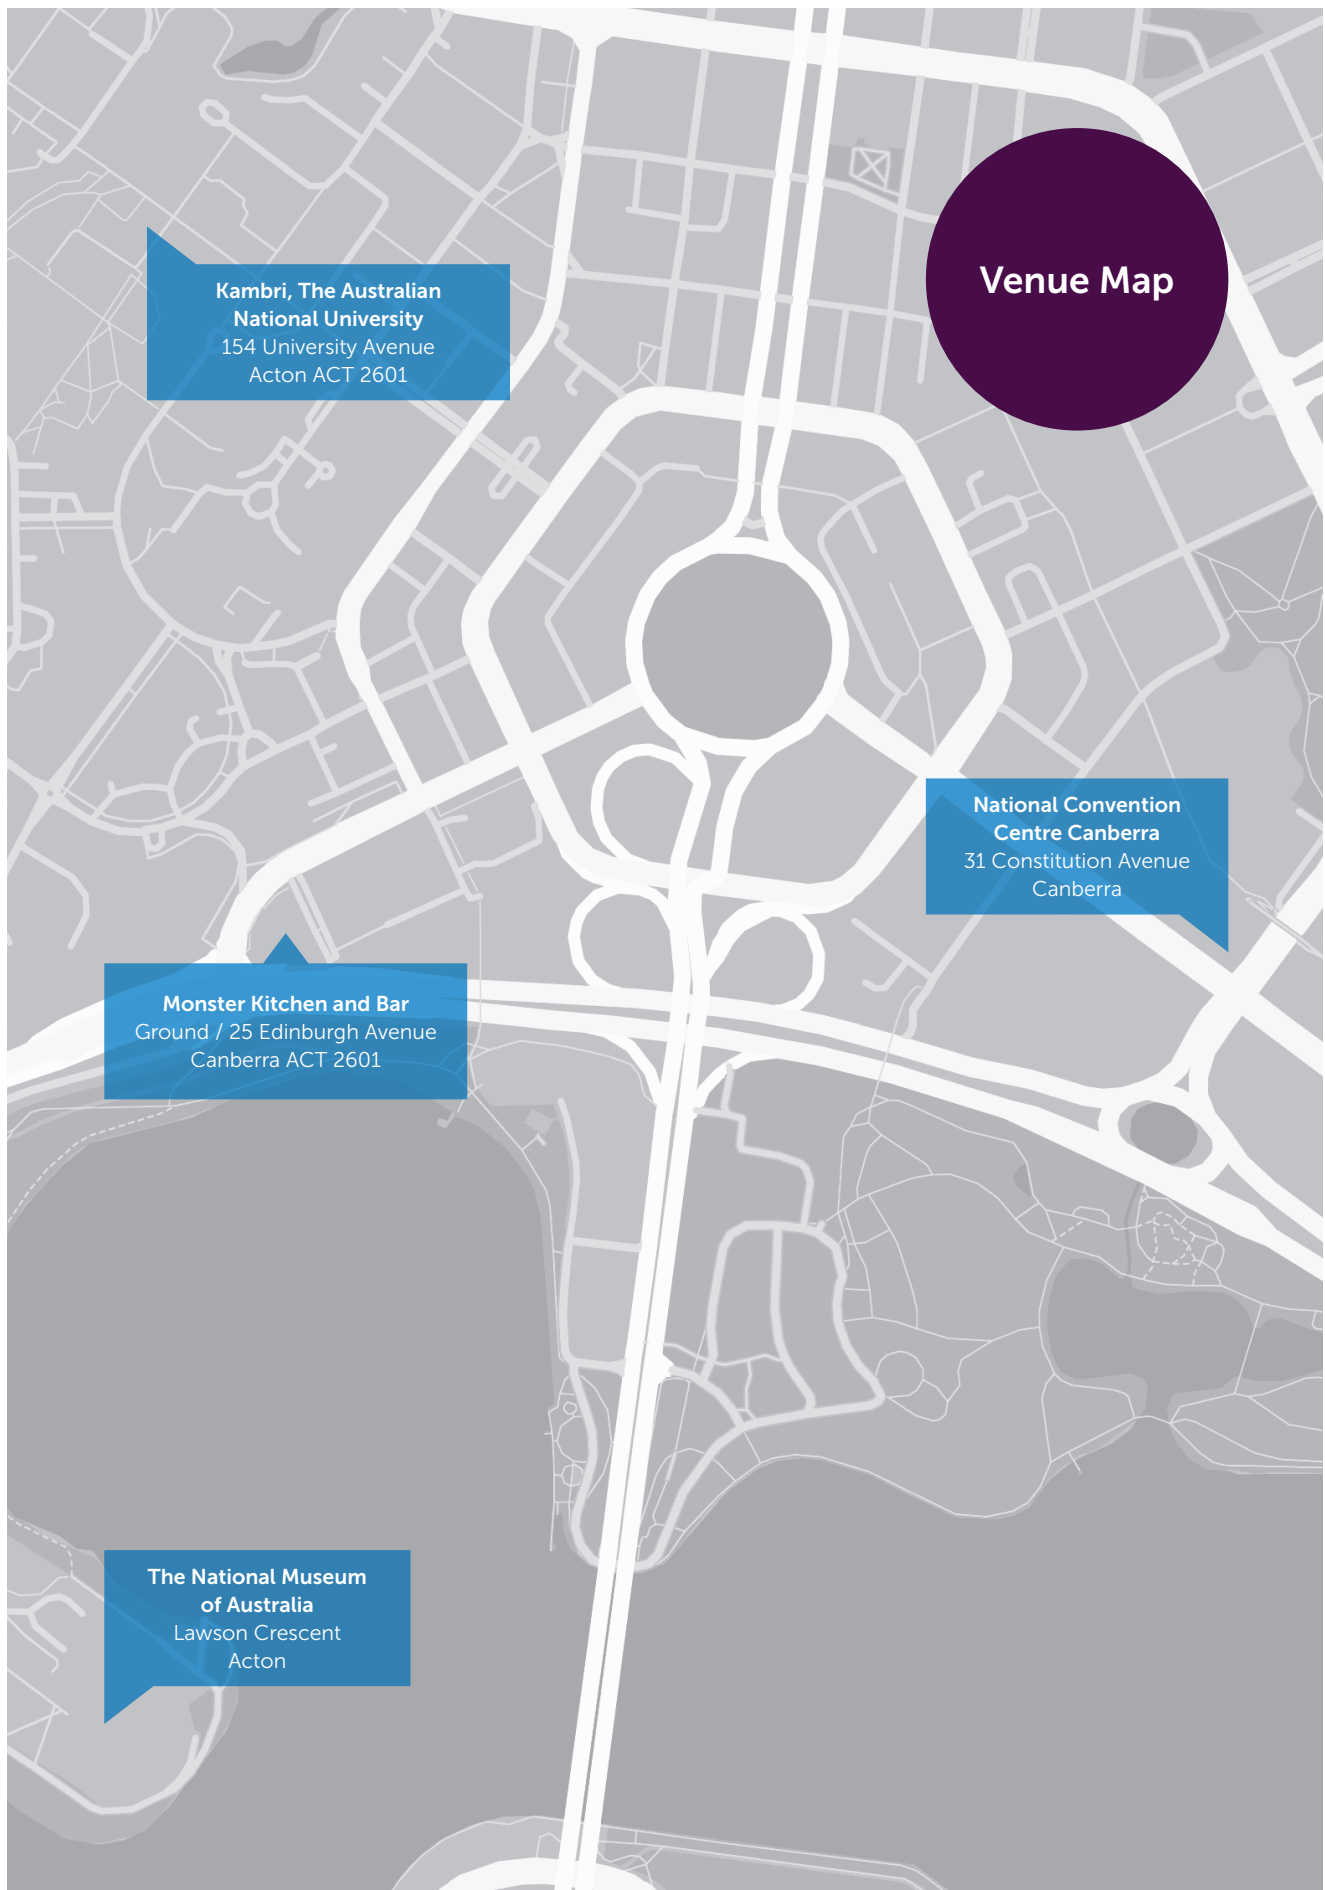 Venue Map
Kambri, The Australian
National University
154 University Avenue
Acton ACT 2601
National Convention
Centre Canberra
31 Constitution Avenue
Canberra
Monster Kitchen and Bar
Ground / 25 Edinburgh Avenue
Canberra ACT 2601
The National Museum
of Australia
Lawson Crescent
Acton